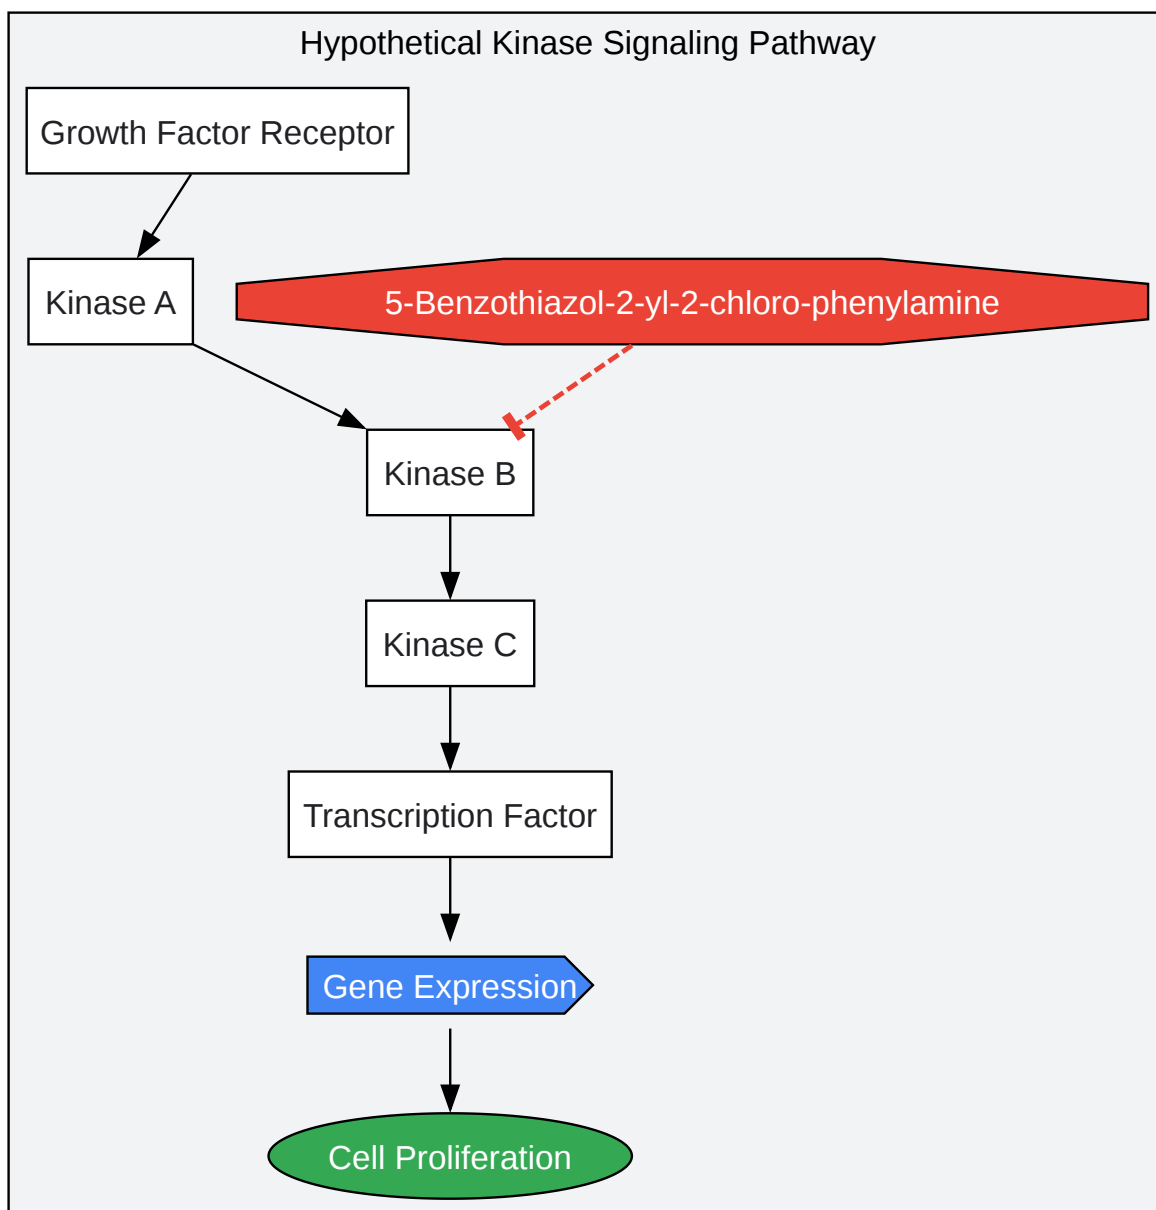 Hypothetical Kinase Signaling Pathway
Growth Factor Receptor
Kinase A
5-Benzothiazol-2-yl-2-chloro-phenylamine
Kinase B
Kinase C
Transcription Factor
Gene Expression
Cell Proliferation